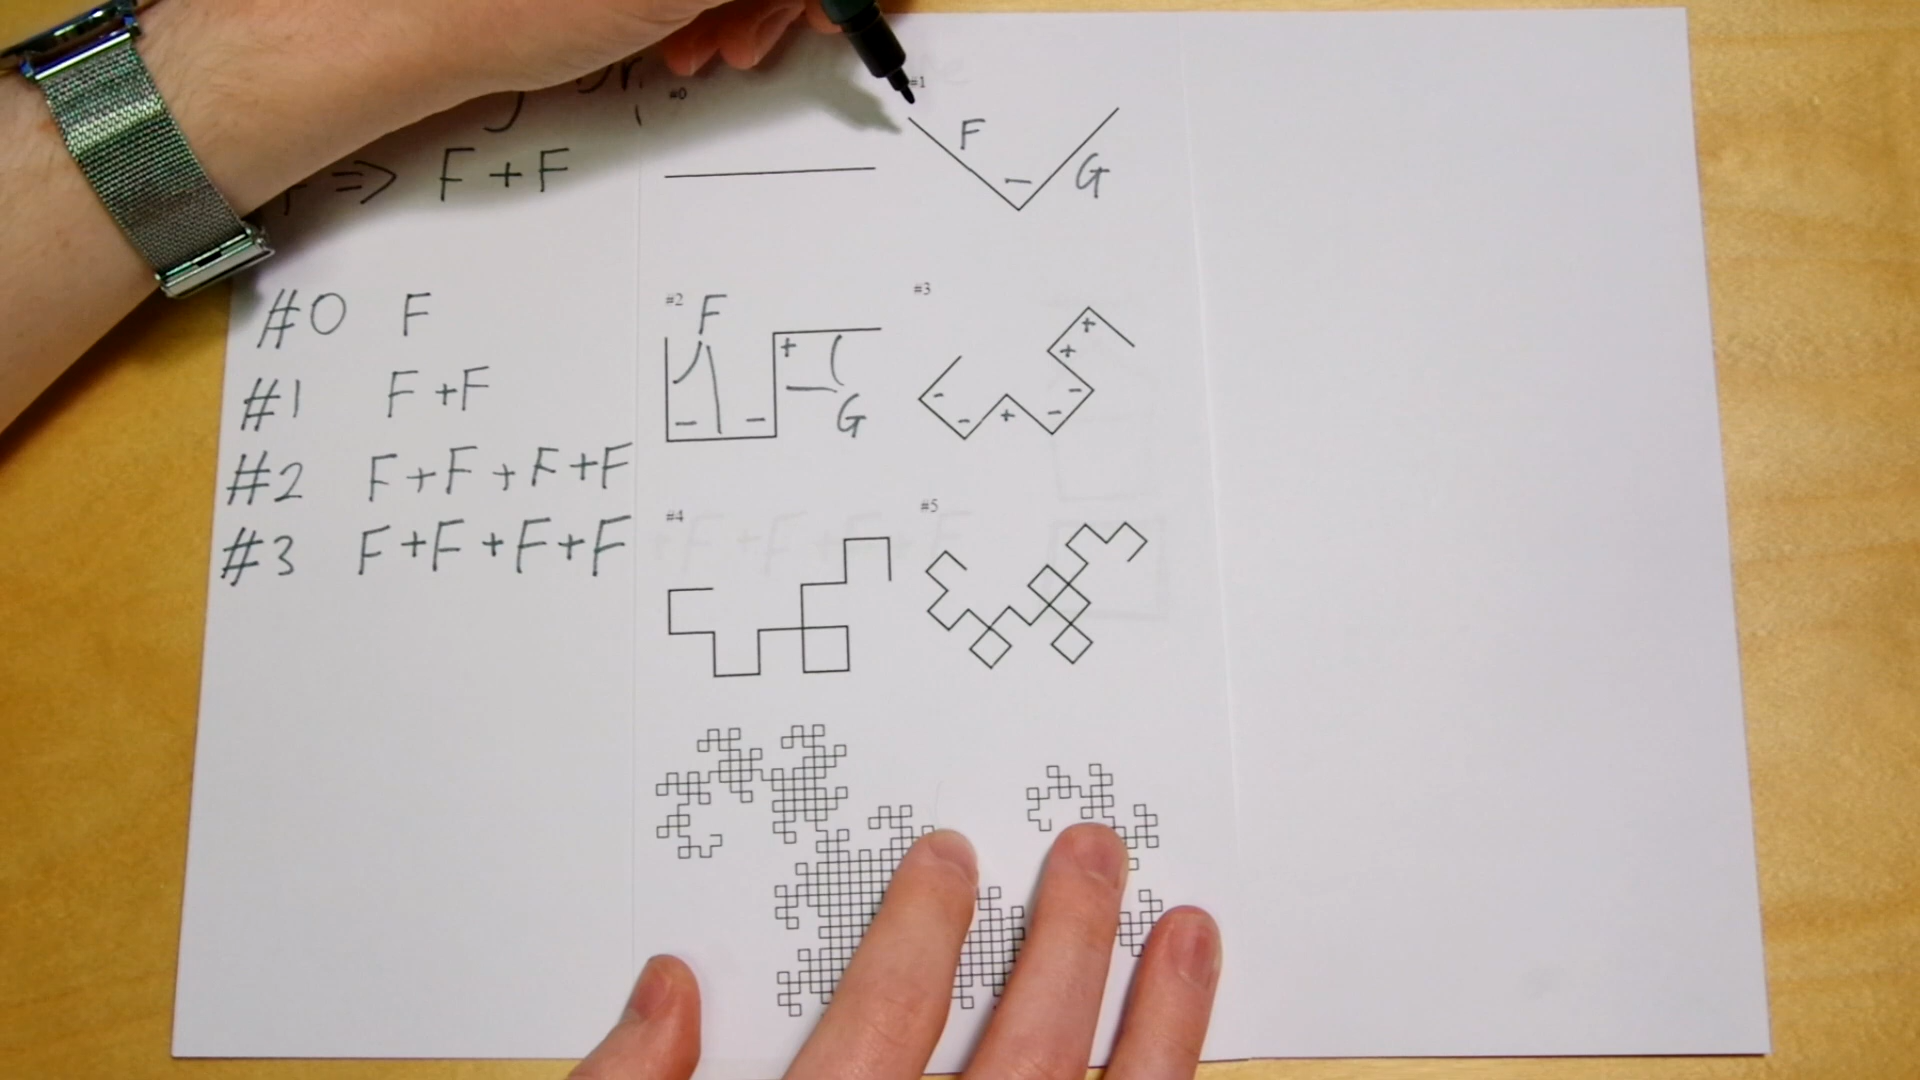 #0
#1
F => F + F
F
-
G
#0 F
#1 F + F
#2 F + F + F + F
#3 F + F + F + F
#2
F
- -
+
G
#3
- - + - - + +
#4
#5